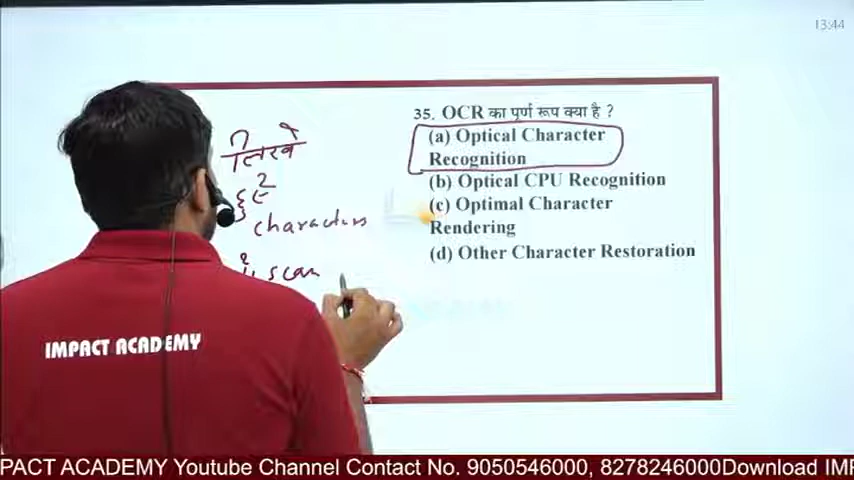 13:44
35. OCR का पूर्ण रूप क्या है ?
(a) Optical Character
Recognition
(b) Optical CPU Recognition
(c) Optimal Character
Rendering
(d) Other Character Restoration
लिखे
characters
scan
IMPACT ACADEMY
PACT ACADEMY Youtube Channel Contact No. 9050546000, 8278246000Download IMF